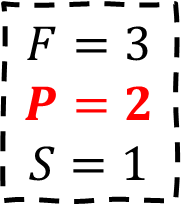 F = 3
P = 2
S = 1